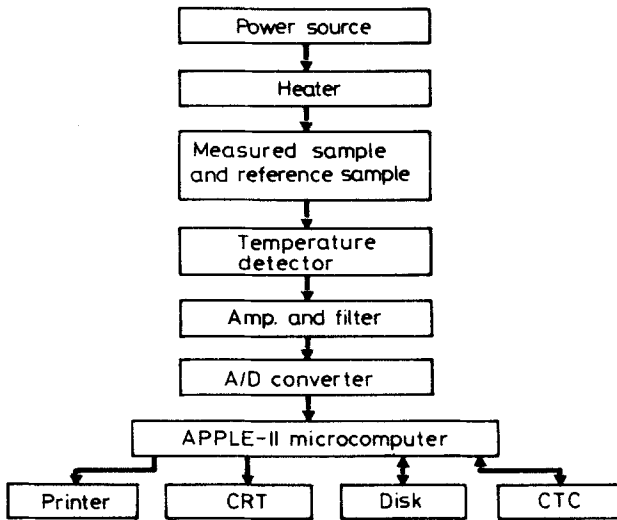 Power source
Heater
Measured sample
and reference sample
Temperature
detector
Amp. and filter
A/D converter
APPLE-II microcomputer
Printer
CRT
Disk
CTC